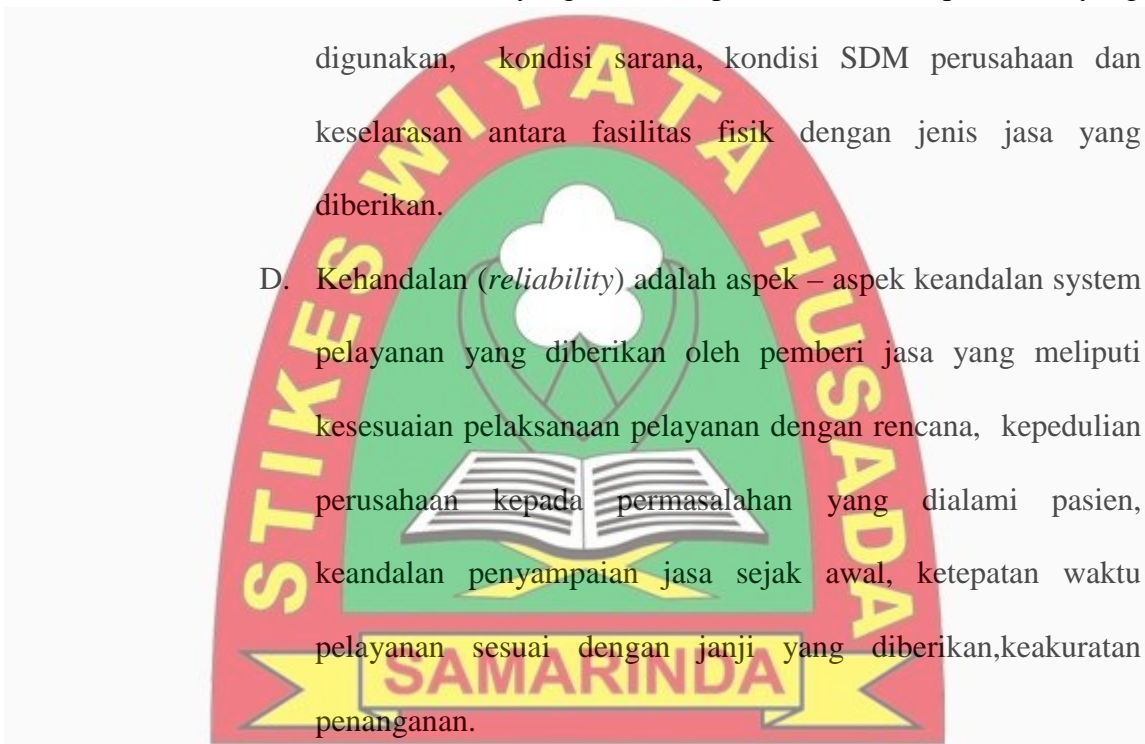 digunakan, kondisi sarana, kondisi SDM perusahaan dan
keselarasan antara fasilitas fisik dengan jenis jasa yang
diberikan.
D. Kehandalan (reliability) adalah aspek – aspek keandalan system
pelayanan yang diberikan oleh pemberi jasa yang meliputi
kesesuaian pelaksanaan pelayanan dengan rencana, kepedulian
perusahaan kepada permasalahan yang dialami pasien,
keandalan penyampaian jasa sejak awal, ketepatan waktu
pelayanan sesuai dengan janji yang diberikan,keakuratan
penanganan.
STIKES WIYATA HUSADA
SAMARINDA